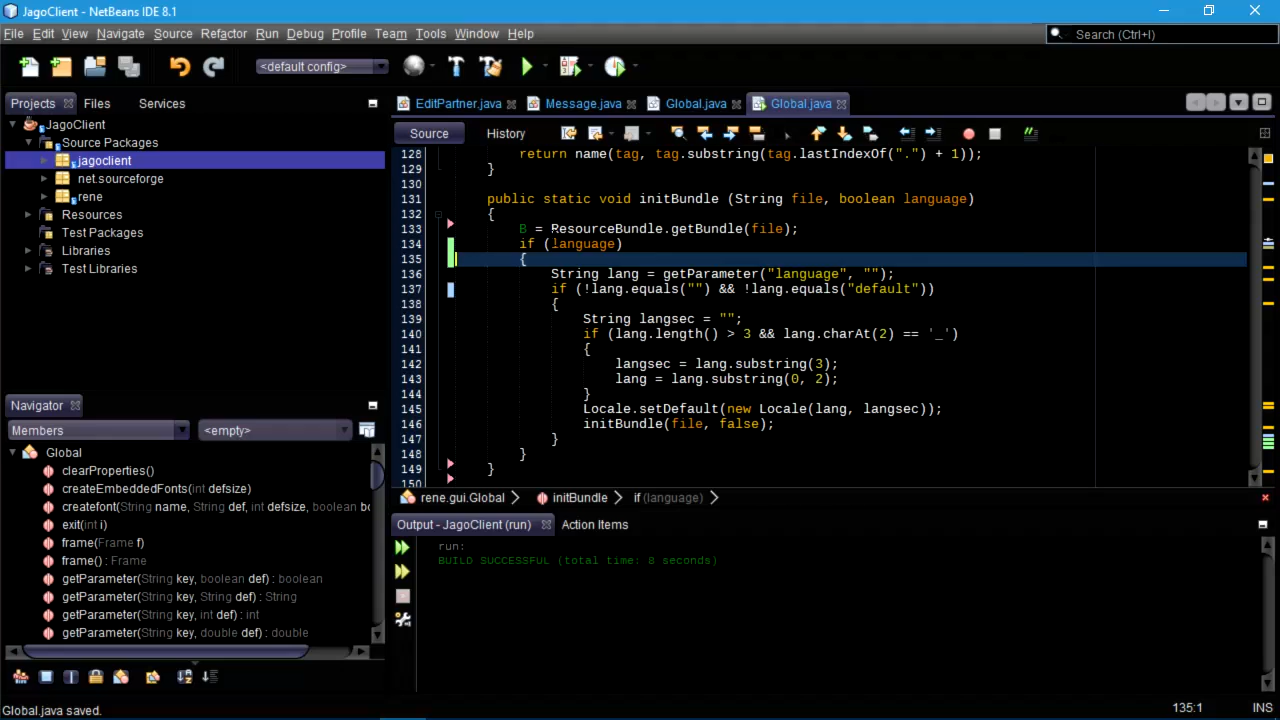 JagoClient - NetBeans IDE 8.1
File Edit View Navigate Source Refactor Run Debug Profile Team Tools Window Help
Search (Ctrl+I)
<default config>
Projects Files Services
EditPartner.java Message.java Global.java Global.java
JagoClient
Source Packages
jagoclient
net.sourceforge
rene
Resources
Test Packages
Libraries
Test Libraries
Source History
128 return name(tag, tag.substring(tag.lastIndexOf(".") + 1));
129 }
130
131 public static void initBundle (String file, boolean language)
132 {
133 B = ResourceBundle.getBundle(file);
134 if (language)
135 {
136 String lang = getParameter("language", "");
137 if (!lang.equals("") && !lang.equals("default"))
138 {
139 String langsec = "";
140 if (lang.length() > 3 && lang.charAt(2) == '_')
141 {
142 langsec = lang.substring(3);
143 lang = lang.substring(0, 2);
144 }
145 Locale.setDefault(new Locale(lang, langsec));
146 initBundle(file, false);
147 }
148 }
149 }
150
rene.gui.Global initBundle if (language)
Navigator
Members <empty>
Global
clearProperties()
createEmbeddedFonts(int defsize)
createfont(String name, String def, int defsize, boolean bo
exit(int i)
frame(Frame f)
frame() : Frame
getParameter(String key, boolean def) : boolean
getParameter(String key, String def) : String
getParameter(String key, int def) : int
getParameter(String key, double def) : double
Output - JagoClient (run) Action Items
run:
BUILD SUCCESSFUL (total time: 0 seconds)
Global.java saved.
135:1 INS